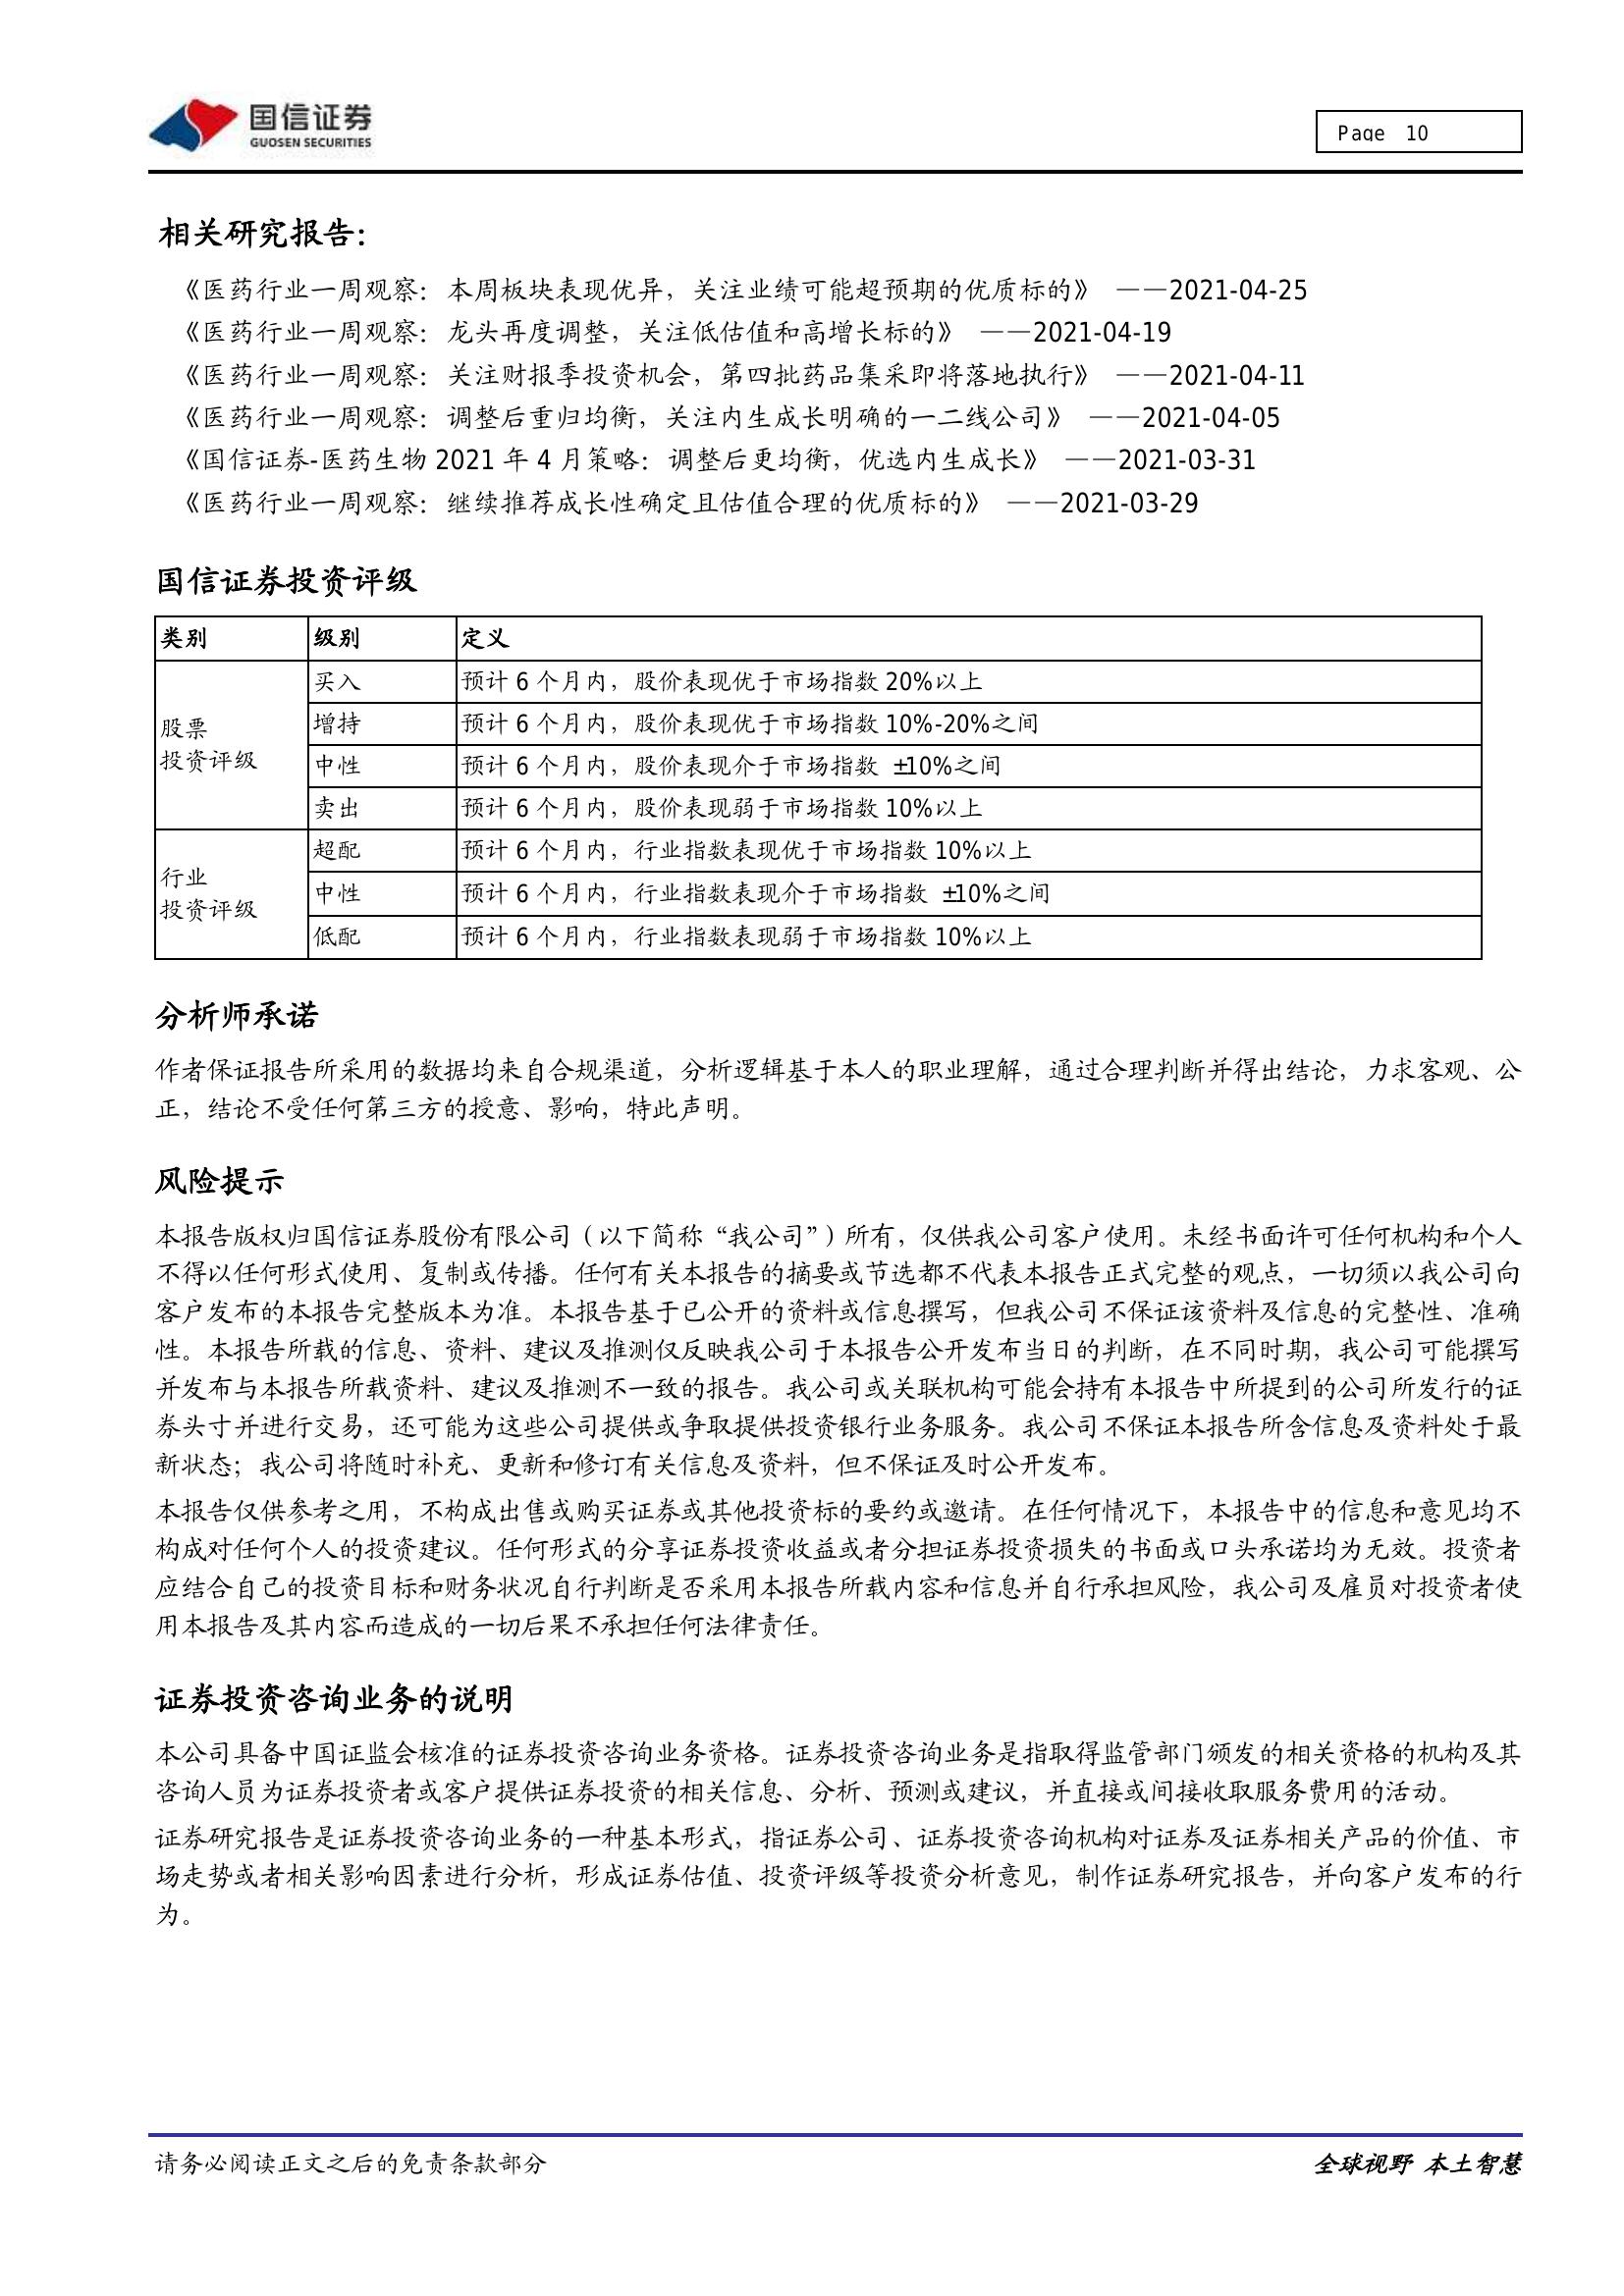 国信证券
GUOSEN SECURITIES
Page 10
相关研究报告：
《医药行业一周观察：本周板块表现优异，关注业绩可能超预期的优质标的》 ——2021-04-25
《医药行业一周观察：龙头再度调整，关注低估值和高增长标的》 ——2021-04-19
《医药行业一周观察：关注财报季投资机会，第四批药品集采即将落地执行》 ——2021-04-11
《医药行业一周观察：调整后重归均衡，关注内生成长明确的一二线公司》 ——2021-04-05
《国信证券-医药生物 2021 年 4 月策略：调整后更均衡，优选内生成长》 ——2021-03-31
《医药行业一周观察：继续推荐成长性确定且估值合理的优质标的》 ——2021-03-29
国信证券投资评级
类别 级别 定义
股票
投资评级
买入 预计 6 个月内，股价表现优于市场指数 20%以上
增持 预计 6 个月内，股价表现优于市场指数 10%-20%之间
中性 预计 6 个月内，股价表现介于市场指数 ±10%之间
卖出 预计 6 个月内，股价表现弱于市场指数 10%以上
行业
投资评级
超配 预计 6 个月内，行业指数表现优于市场指数 10%以上
中性 预计 6 个月内，行业指数表现介于市场指数 ±10%之间
低配 预计 6 个月内，行业指数表现弱于市场指数 10%以上
分析师承诺
作者保证报告所采用的数据均来自合规渠道，分析逻辑基于本人的职业理解，通过合理判断并得出结论，力求客观、公
正，结论不受任何第三方的授意、影响，特此声明。
风险提示
本报告版权归国信证券股份有限公司（以下简称“我公司”）所有，仅供我公司客户使用。未经书面许可任何机构和个人
不得以任何形式使用、复制或传播。任何有关本报告的摘要或节选都不代表本报告正式完整的观点，一切须以我公司向
客户发布的本报告完整版本为准。本报告基于已公开的资料或信息撰写，但我公司不保证该资料及信息的完整性、准确
性。本报告所载的信息、资料、建议及推测仅反映我公司于本报告公开发布当日的判断，在不同时期，我公司可能撰写
并发布与本报告所载资料、建议及推测不一致的报告。我公司或关联机构可能会持有本报告中所提到的公司所发行的证
券头寸并进行交易，还可能为这些公司提供或争取提供投资银行业务服务。我公司不保证本报告所含信息及资料处于最
新状态；我公司将随时补充、更新和修订有关信息及资料，但不保证及时公开发布。
本报告仅供参考之用，不构成出售或购买证券或其他投资标的要约或邀请。在任何情况下，本报告中的信息和意见均不
构成对任何个人的投资建议。任何形式的分享证券投资收益或者分担证券投资损失的书面或口头承诺均为无效。投资者
应结合自己的投资目标和财务状况自行判断是否采用本报告所载内容和信息并自行承担风险，我公司及雇员对投资者使
用本报告及其内容而造成的一切后果不承担任何法律责任。
证券投资咨询业务的说明
本公司具备中国证监会核准的证券投资咨询业务资格。证券投资咨询业务是指取得监管部门颁发的相关资格的机构及其
咨询人员为证券投资者或客户提供证券投资的相关信息、分析、预测或建议，并直接或间接收取服务费用的活动。
证券研究报告是证券投资咨询业务的一种基本形式，指证券公司、证券投资咨询机构对证券及证券相关产品的价值、市
场走势或者相关影响因素进行分析，形成证券估值、投资评级等投资分析意见，制作证券研究报告，并向客户发布的行
为。
请务必阅读正文之后的免责条款部分
全球视野 本土智慧